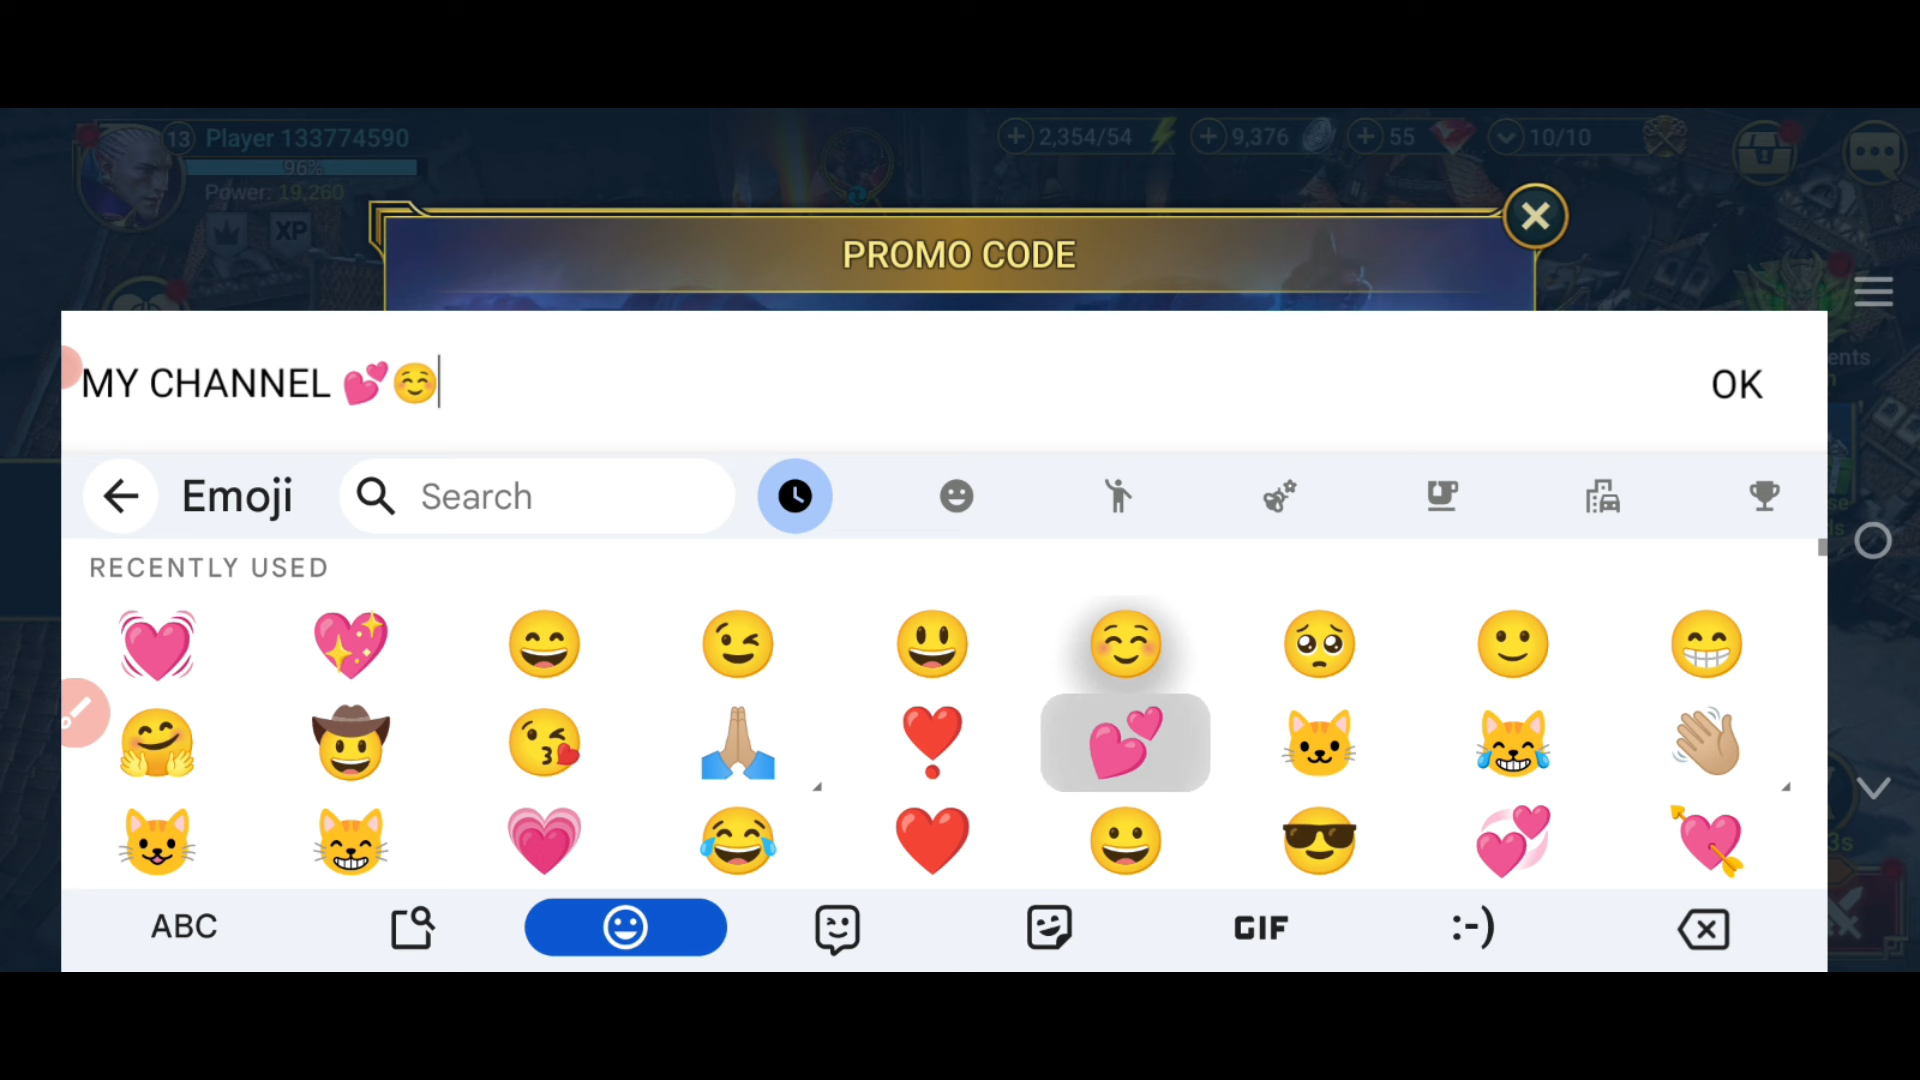 13 Player 133774590
96%
Power: 19,260
XP
2,354/54
9,376
55
10/10
PROMO CODE
MY CHANNEL 💕☺️
OK
Emoji
Search
RECENTLY USED
ABC
GIF
:-)